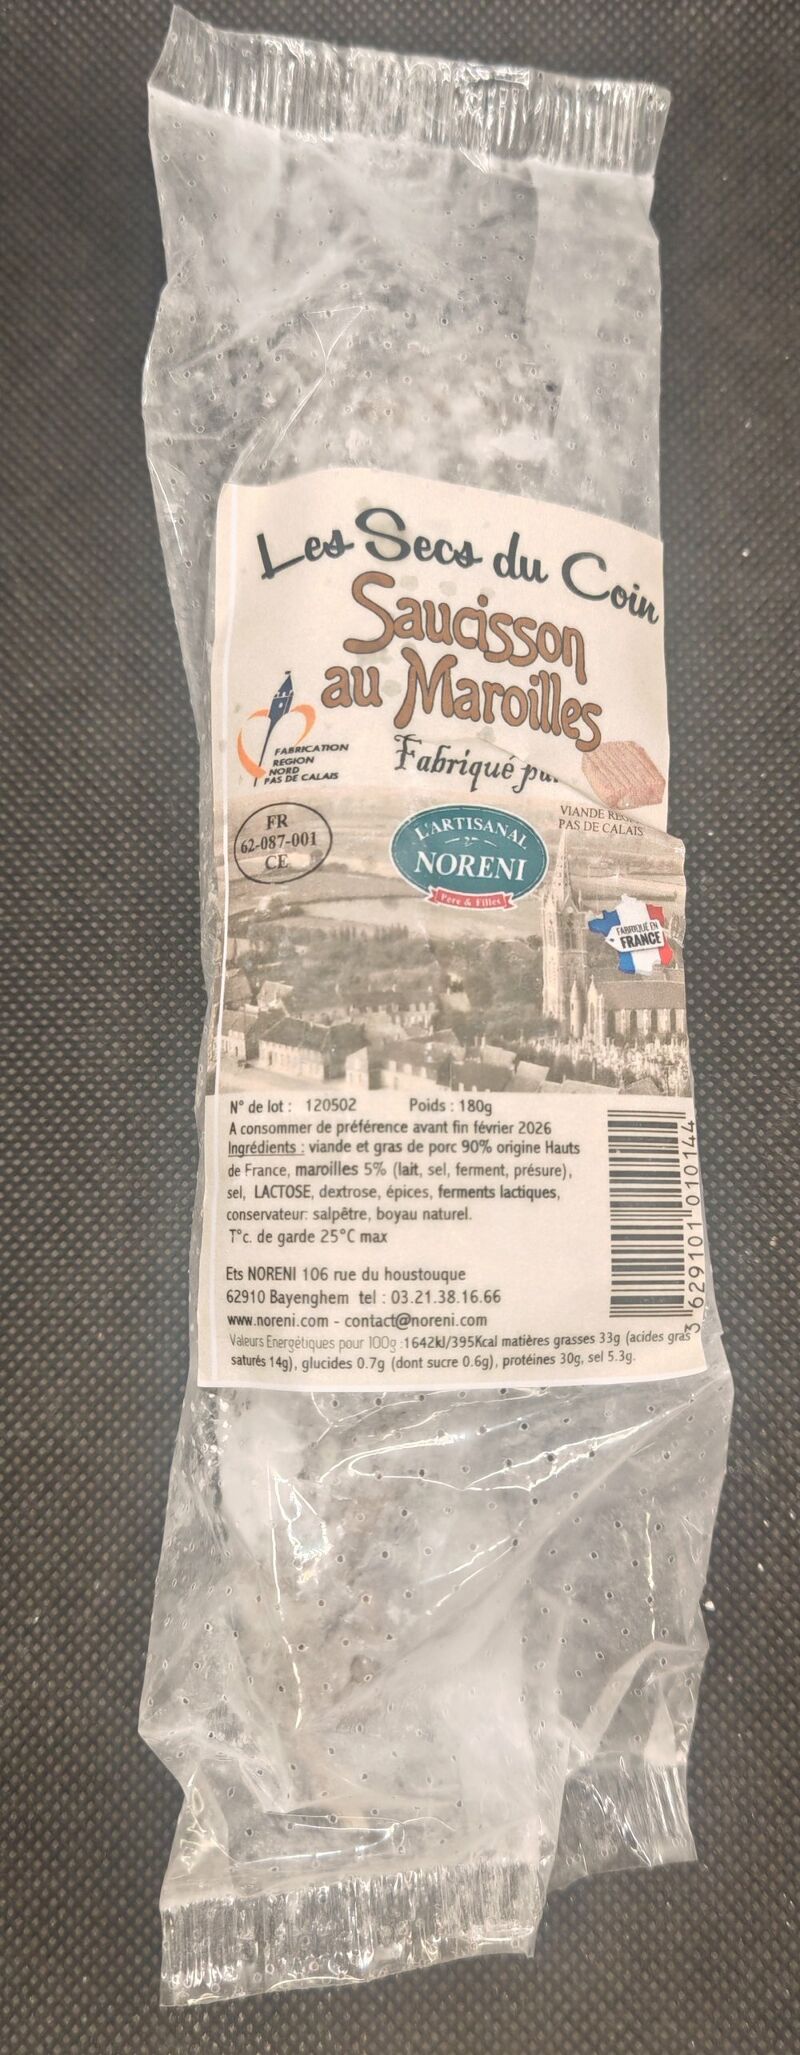 Les Secs du Coin
Saucisson
au Maroilles
Fabriqué
FABRICATION
REGION
NORD
PAS DE CALAIS
VIANDE
PAS DE CALAIS
FR
62-087-001
CE
L'ARTISANAL
NORENI
Père & Filles
FABRIQUÉ EN
FRANCE
N° de lot : 120502 Poids : 180g
A consommer de préférence avant fin février 2026
Ingrédients : viande et gras de porc 90% origine Hauts
de France, maroilles 5% (lait, sel, ferment, présure),
sel, LACTOSE, dextrose, épices, ferments lactiques,
conservateur: salpêtre, boyau naturel.
T°c. de garde 25°C max
Ets NORENI 106 rue du houstouque
62910 Bayenghem tel : 03.21.38.16.66
www.noreni.com - contact@noreni.com
Valeurs Energétiques pour 100g :1642kJ/395Kcal matières grasses 33g (acides gras
saturés 14g), glucides 0.7g (dont sucre 0.6g), protéines 30g, sel 5.3g.
3 629101 010144